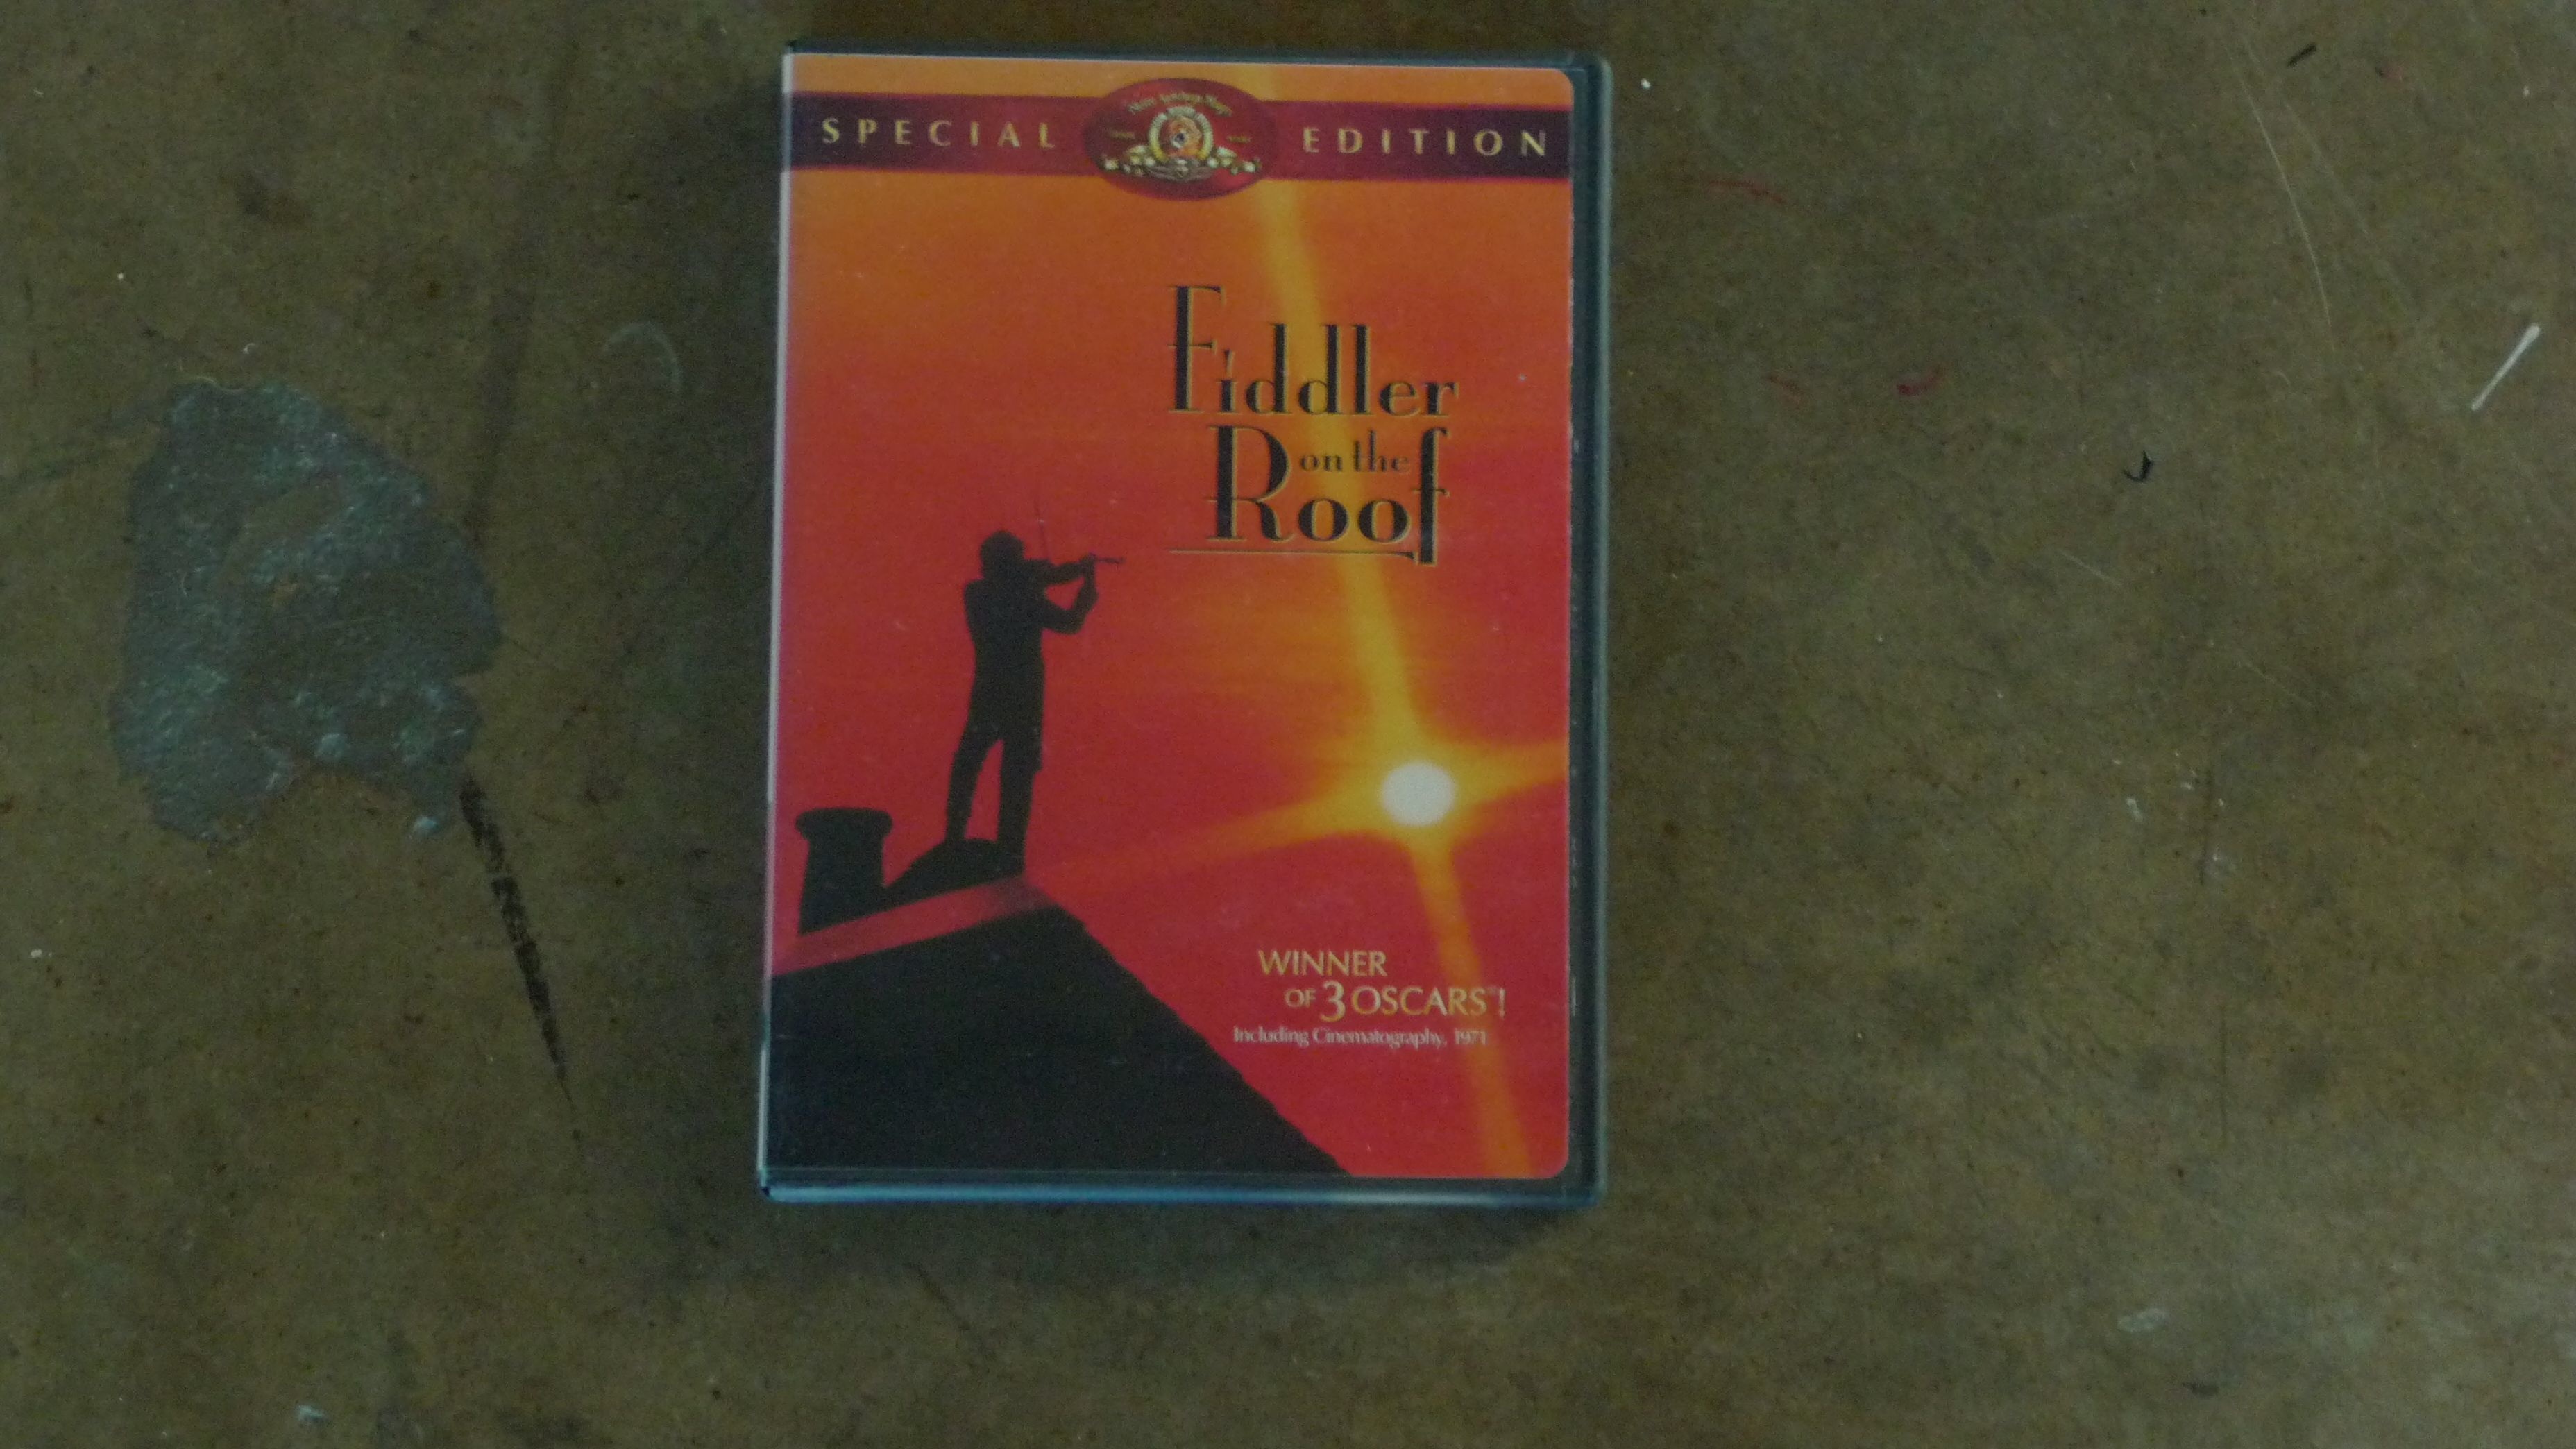 SPECIAL EDITION
Fiddler
on the
Roof
WINNER
OF 3 OSCARS®!
Including Cinematography, 1971